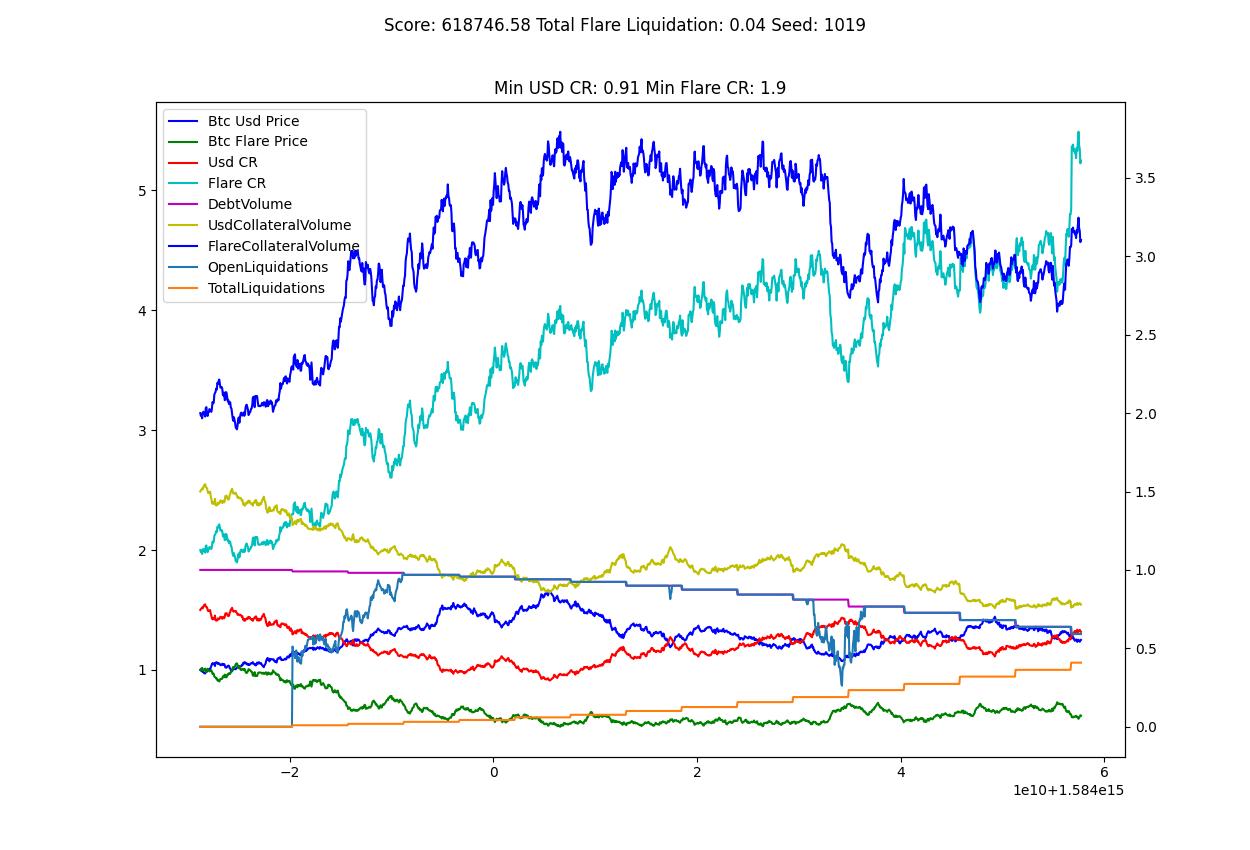 Score: 618746.58 Total Flare Liquidation: 0.04 Seed: 1019
Min USD CR: 0.91 Min Flare CR: 1.9
Btc Usd Price
Btc Flare Price
Usd CR
Flare CR
DebtVolume
UsdCollateralVolume
FlareCollateralVolume
OpenLiquidations
TotalLiquidations
5
4
3
2
1
3.5
3.0
2.5
2.0
1.5
1.0
0.5
0.0
−2 0 2 4 6
1e10+1.584e15